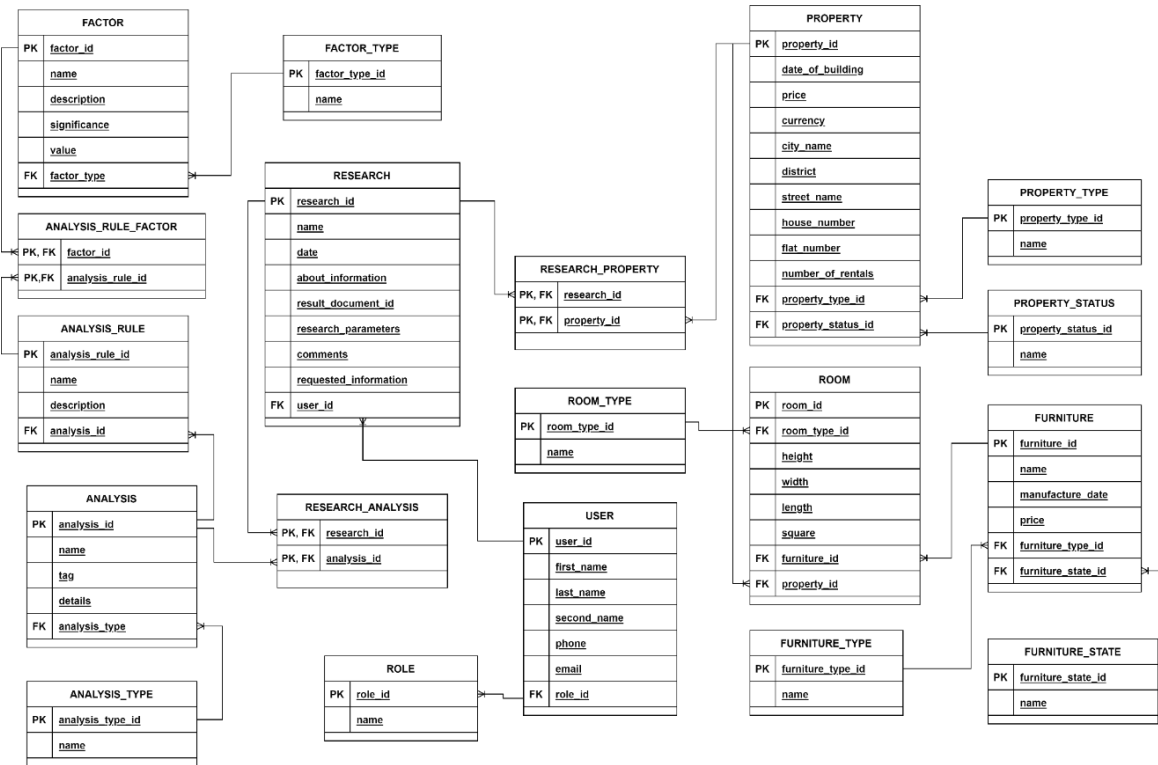 FACTOR
PK factor_id
name
description
significance
value
FK factor_type
FACTOR_TYPE
PK factor_type_id
name
ANALYSIS_RULE_FACTOR
PK, FK factor_id
PK,FK analysis_rule_id
ANALYSIS_RULE
PK analysis_rule_id
name
description
FK analysis_id
ANALYSIS
PK analysis_id
name
tag
details
FK analysis_type
ANALYSIS_TYPE
PK analysis_type_id
name
RESEARCH
PK research_id
name
date
about_information
result_document_id
research_parameters
comments
requested_information
FK user_id
RESEARCH_ANALYSIS
PK, FK research_id
PK, FK analysis_id
ROLE
PK role_id
name
RESEARCH_PROPERTY
PK, FK research_id
PK, FK property_id
ROOM_TYPE
PK room_type_id
name
USER
PK user_id
first_name
last_name
second_name
phone
email
FK role_id
PROPERTY
PK property_id
date_of_building
price
currency
city_name
district
street_name
house_number
flat_number
number_of_rentals
FK property_type_id
FK property_status_id
ROOM
PK room_id
FK room_type_id
height
width
length
square
FK furniture_id
FK property_id
FURNITURE_TYPE
PK furniture_type_id
name
PROPERTY_TYPE
PK property_type_id
name
PROPERTY_STATUS
PK property_status_id
name
FURNITURE
PK furniture_id
name
manufacture_date
price
FK furniture_type_id
FK furniture_state_id
FURNITURE_STATE
PK furniture_state_id
name